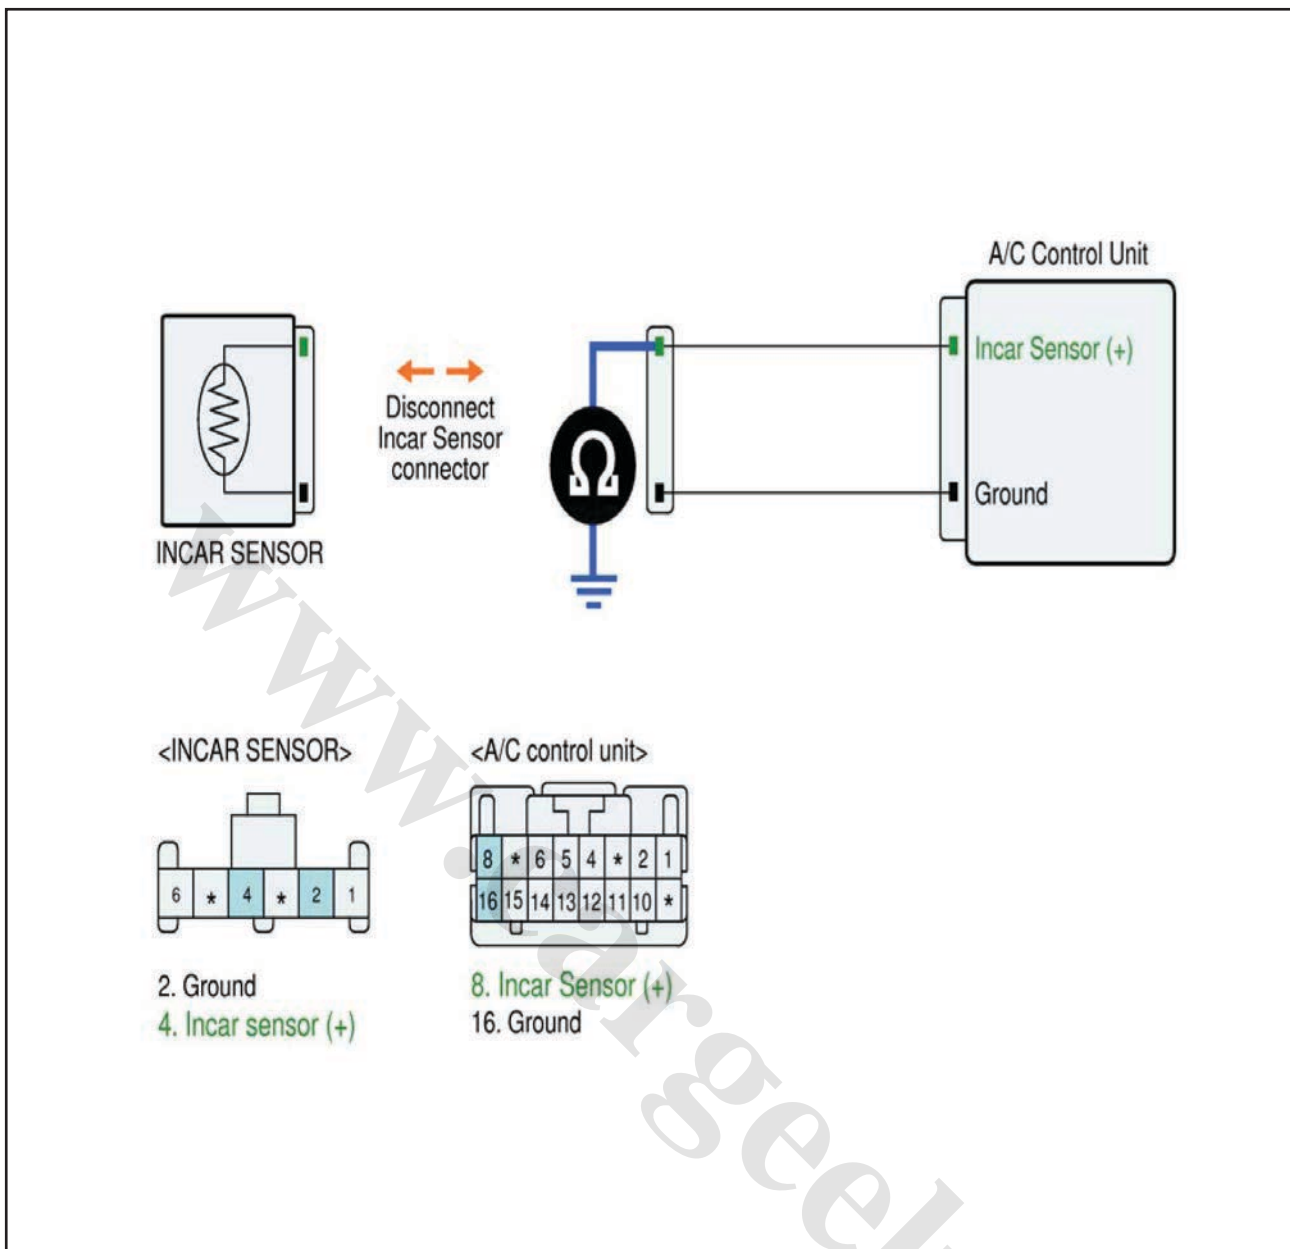 A/C Control Unit
Incar Sensor (+)
Disconnect
Incar Sensor
connector
Ω
Ground
INCAR SENSOR
<INCAR SENSOR>
<A/C control unit>
8 * 6 5 4 * 2 1
6 * 4 * 2 1
16 15 14 13 12 11 10 *
2. Ground
4. Incar sensor (+)
8. Incar Sensor (+)
16. Ground
www.cargeek